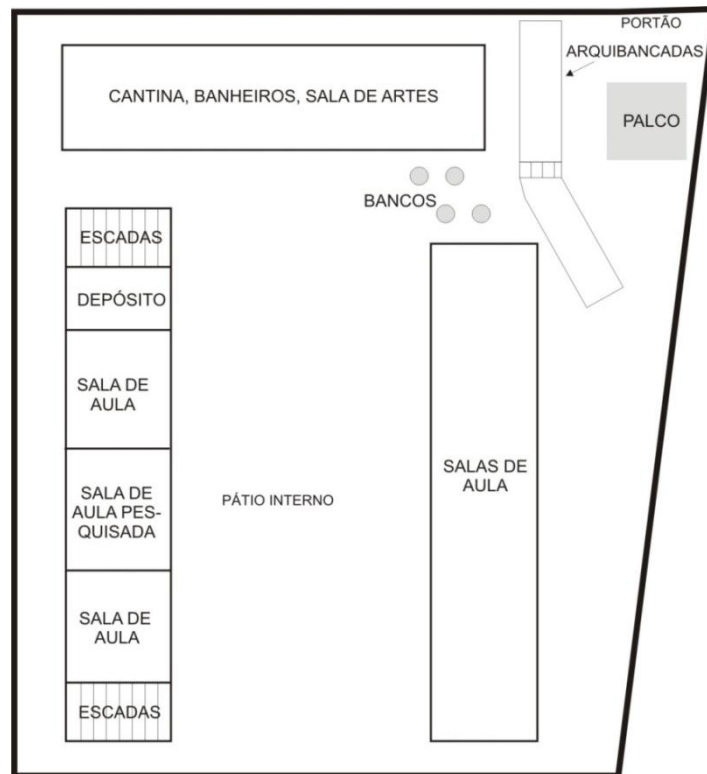 PORTÃO
ARQUIBANCADAS
CANTINA, BANHEIROS, SALA DE ARTES
PALCO
BANCOS
ESCADAS
DEPÓSITO
SALA DE
AULA
SALA DE
AULA PES-
QUISADA
PÁTIO INTERNO
SALAS DE
AULA
SALA DE
AULA
ESCADAS